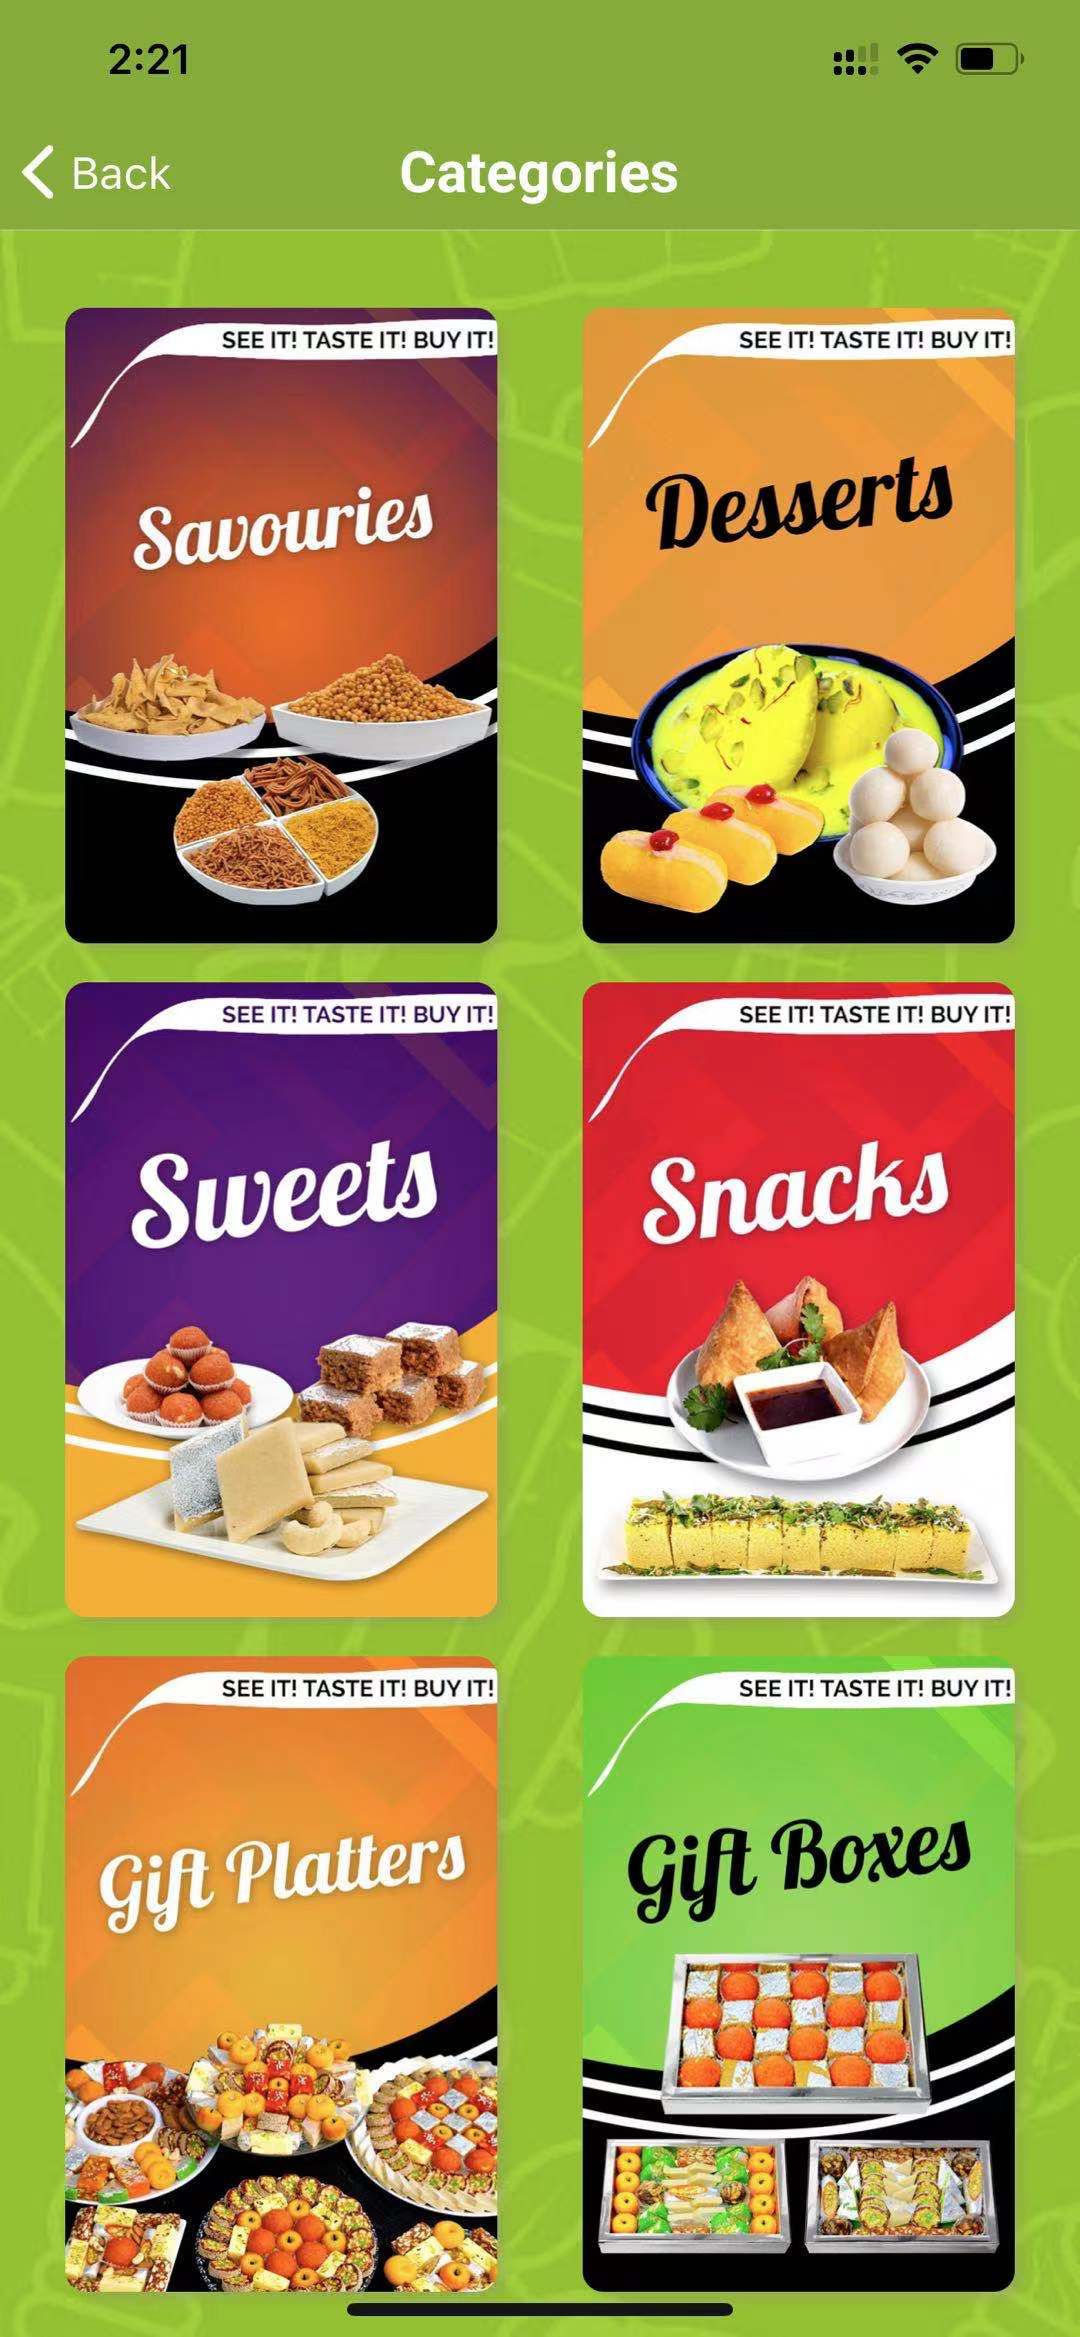 2:21
Back
Categories
SEE IT! TASTE IT! BUY IT!
Savouries
SEE IT! TASTE IT! BUY IT!
Desserts
SEE IT! TASTE IT! BUY IT!
Sweets
SEE IT! TASTE IT! BUY IT!
Snacks
SEE IT! TASTE IT! BUY IT!
Gift Platters
SEE IT! TASTE IT! BUY IT!
Gift Boxes